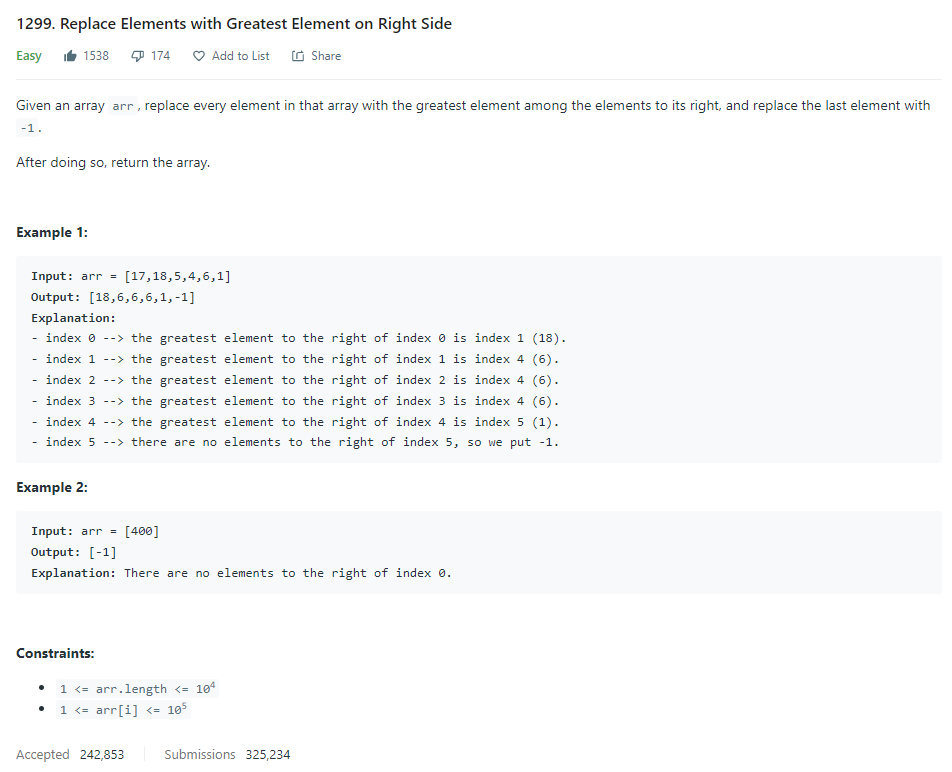 1299. Replace Elements with Greatest Element on Right Side
Easy 1538 174 Add to List Share
Given an array arr, replace every element in that array with the greatest element among the elements to its right, and replace the last element with
-1.
After doing so, return the array.
Example 1:
Input: arr = [17,18,5,4,6,1]
Output: [18,6,6,6,1,-1]
Explanation:
- index 0 --> the greatest element to the right of index 0 is index 1 (18).
- index 1 --> the greatest element to the right of index 1 is index 4 (6).
- index 2 --> the greatest element to the right of index 2 is index 4 (6).
- index 3 --> the greatest element to the right of index 3 is index 4 (6).
- index 4 --> the greatest element to the right of index 4 is index 5 (1).
- index 5 --> there are no elements to the right of index 5, so we put -1.
Example 2:
Input: arr = [400]
Output: [-1]
Explanation: There are no elements to the right of index 0.
Constraints:
• 1 <= arr.length <= 10⁴
• 1 <= arr[i] <= 10⁵
Accepted 242,853 Submissions 325,234